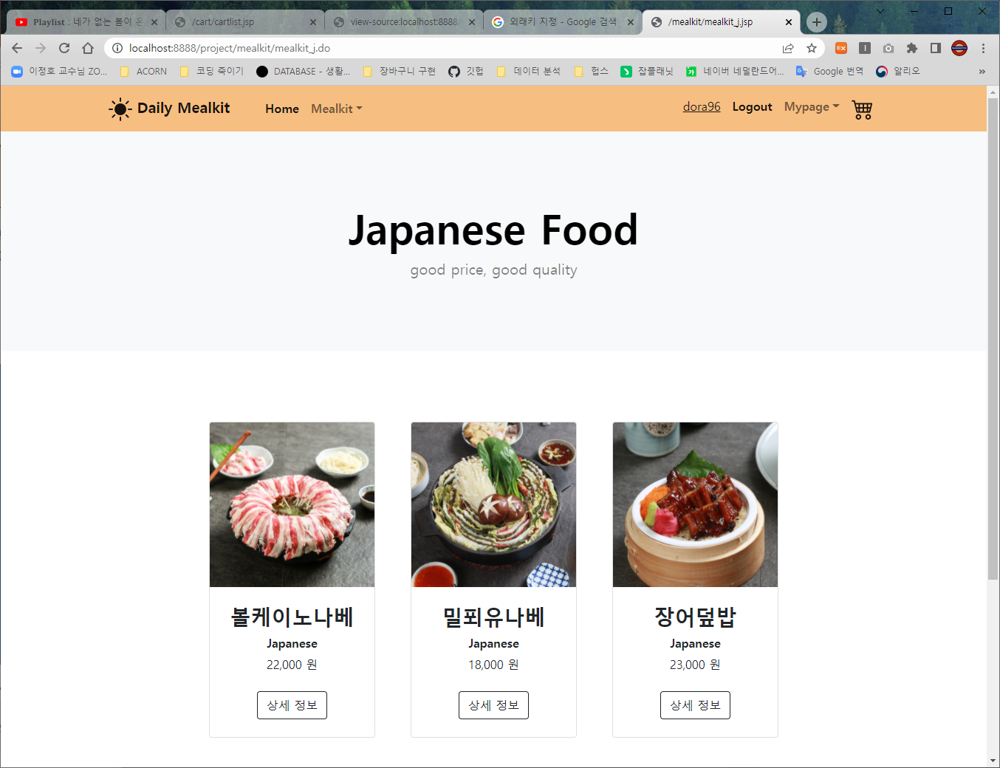 Playlist : 네가 없는 봄이 온
/cart/cartlist.jsp
view-source:localhost:8888/
외래키 지정 - Google 검색
/mealkit/mealkit_j.jsp
localhost:8888/project/mealkit/mealkit_j.do
이정호 교수님 ZO...
ACORN
코딩 죽이기
DATABASE - 생활...
장바구니 구현
깃헙
데이터 분석
헙스
잡플래닛
네이버 네덜란드어...
Google 번역
알리오
»
Daily Mealkit
Home
Mealkit
dora96
Logout
Mypage
Japanese Food
good price, good quality
볼케이노나베
Japanese
22,000 원
상세 정보
밀푀유나베
Japanese
18,000 원
상세 정보
장어덮밥
Japanese
23,000 원
상세 정보